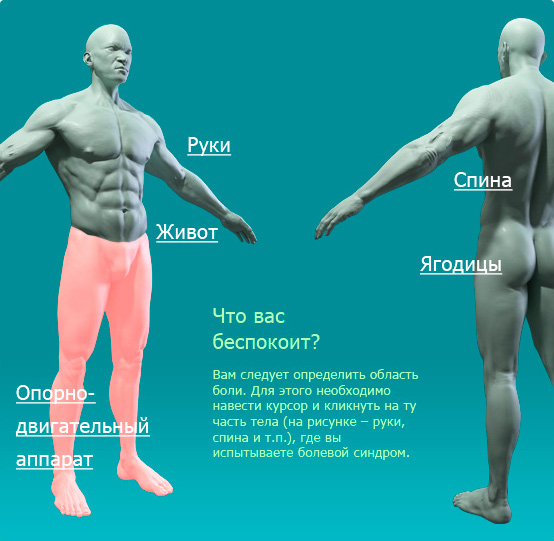 Руки
Спина
Живот
Ягодицы
Что вас
беспокоит?
Вам следует определить область
боли. Для этого необходимо
навести курсор и кликнуть на ту
часть тела (на рисунке – руки,
спина и т.п.), где вы
испытываете болевой синдром.
Опорно-
двигательный
аппарат